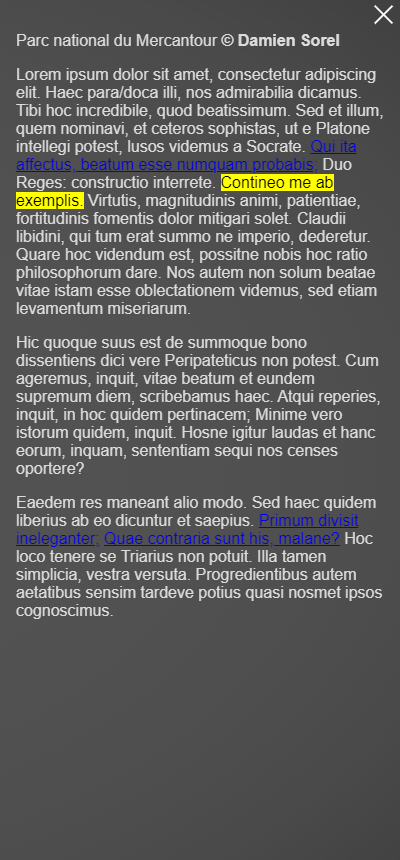 Parc national du Mercantour © Damien Sorel
Lorem ipsum dolor sit amet, consectetur adipiscing
elit. Haec para/doca illi, nos admirabilia dicamus.
Tibi hoc incredibile, quod beatissimum. Sed et illum,
quem nominavi, et ceteros sophistas, ut e Platone
intellegi potest, lusos videmus a Socrate. Qui ita
affectus, beatum esse numquam probabis; Duo
Reges: constructio interrete. Contineo me ab
exemplis. Virtutis, magnitudinis animi, patientiae,
fortitudinis fomentis dolor mitigari solet. Claudii
libidini, qui tum erat summo ne imperio, dederetur.
Quare hoc videndum est, possitne nobis hoc ratio
philosophorum dare. Nos autem non solum beatae
vitae istam esse oblectationem videmus, sed etiam
levamentum miseriarum.
Hic quoque suus est de summoque bono
dissentiens dici vere Peripateticus non potest. Cum
ageremus, inquit, vitae beatum et eundem
supremum diem, scribebamus haec. Atqui reperies,
inquit, in hoc quidem pertinacem; Minime vero
istorum quidem, inquit. Hosne igitur laudas et hanc
eorum, inquam, sententiam sequi nos censes
oportere?
Eaedem res maneant alio modo. Sed haec quidem
liberius ab eo dicuntur et saepius. Primum divisit
ineleganter; Quae contraria sunt his, malane? Hoc
loco tenere se Triarius non potuit. Illa tamen
simplicia, vestra versuta. Progredientibus autem
aetatibus sensim tardeve potius quasi nosmet ipsos
cognoscimus.